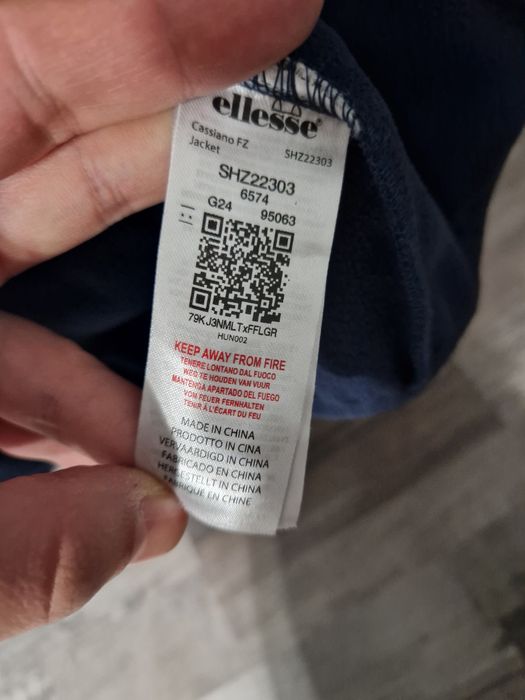 ellesse
Cassiano FZ
Jacket SHZ22303
SHZ22303
6574
G24 95063
1:1
79KJ3NMLTxFFLGR
HUN002
KEEP AWAY FROM FIRE
TENERE LONTANO DAL FUOCO
WEG TE HOUDEN VAN VUUR
MANTENGA APARTADO DEL FUEGO
VOM FEUER FERNHALTEN
TENIR À L'ÉCART DU FEU
MADE IN CHINA
PRODOTTO IN CINA
VERVAARDIGD IN CHINA
FABRICADO EN CHINA
HERGESTELLT IN CHINA
FABRIQUE EN CHINE